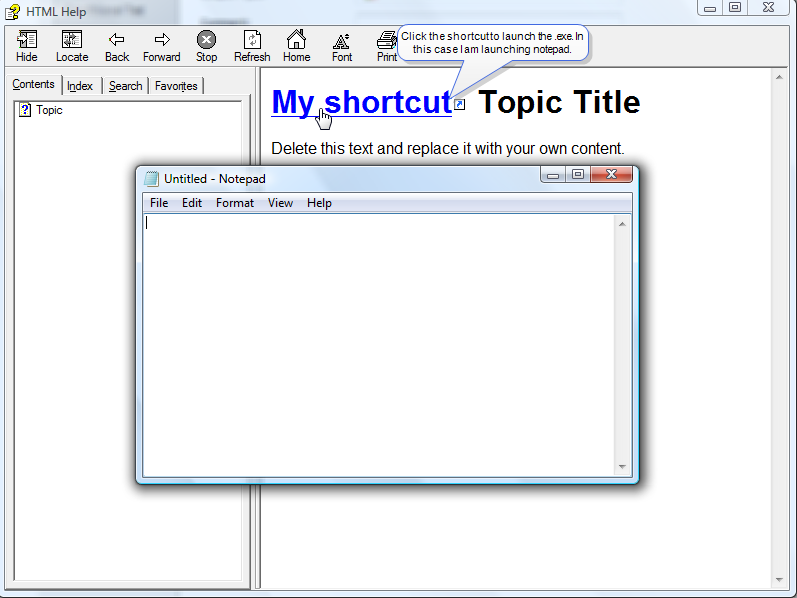 HTML Help
Click the shortcut to launch the .exe. In
this case I am launching notepad.
Hide Locate Back Forward Stop Refresh Home Font Print
Contents Index Search Favorites
Topic
My shortcut Topic Title
Delete this text and replace it with your own content.
Untitled - Notepad
File Edit Format View Help